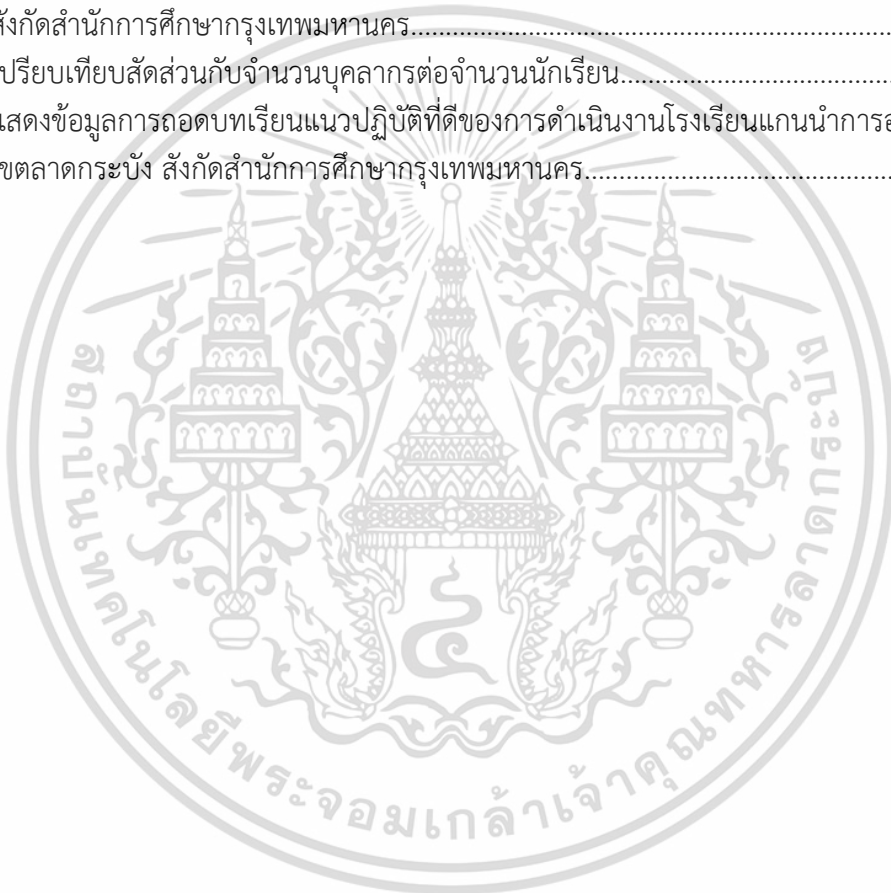 สังกัดสำนักการศึกษากรุงเทพมหานคร
เปรียบเทียบสัดส่วนกับจำนวนบุคลากรต่อจำนวนนักเรียน
แสดงข้อมูลการถอดบทเรียนแนวปฏิบัติที่ดีของการดำเนินงานโรงเรียนแกนนำการ
ขตลาดกระบัง สังกัดสำนักการศึกษากรุงเทพมหานคร
๔
สถาบันเทคโนโลยีพระจอมเกล้าเจ้าคุณทหารลาดกระบัง